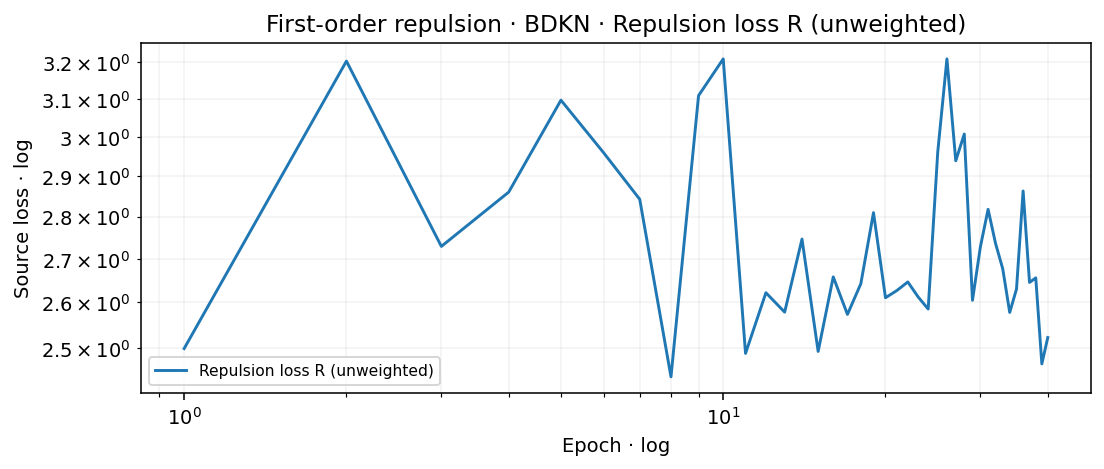 First-order repulsion · BDKN · Repulsion loss R (unweighted)
Source loss · log
3.2 × 10⁰
3.1 × 10⁰
3 × 10⁰
2.9 × 10⁰
2.8 × 10⁰
2.7 × 10⁰
2.6 × 10⁰
2.5 × 10⁰
Repulsion loss R (unweighted)
10⁰ 10¹
Epoch · log